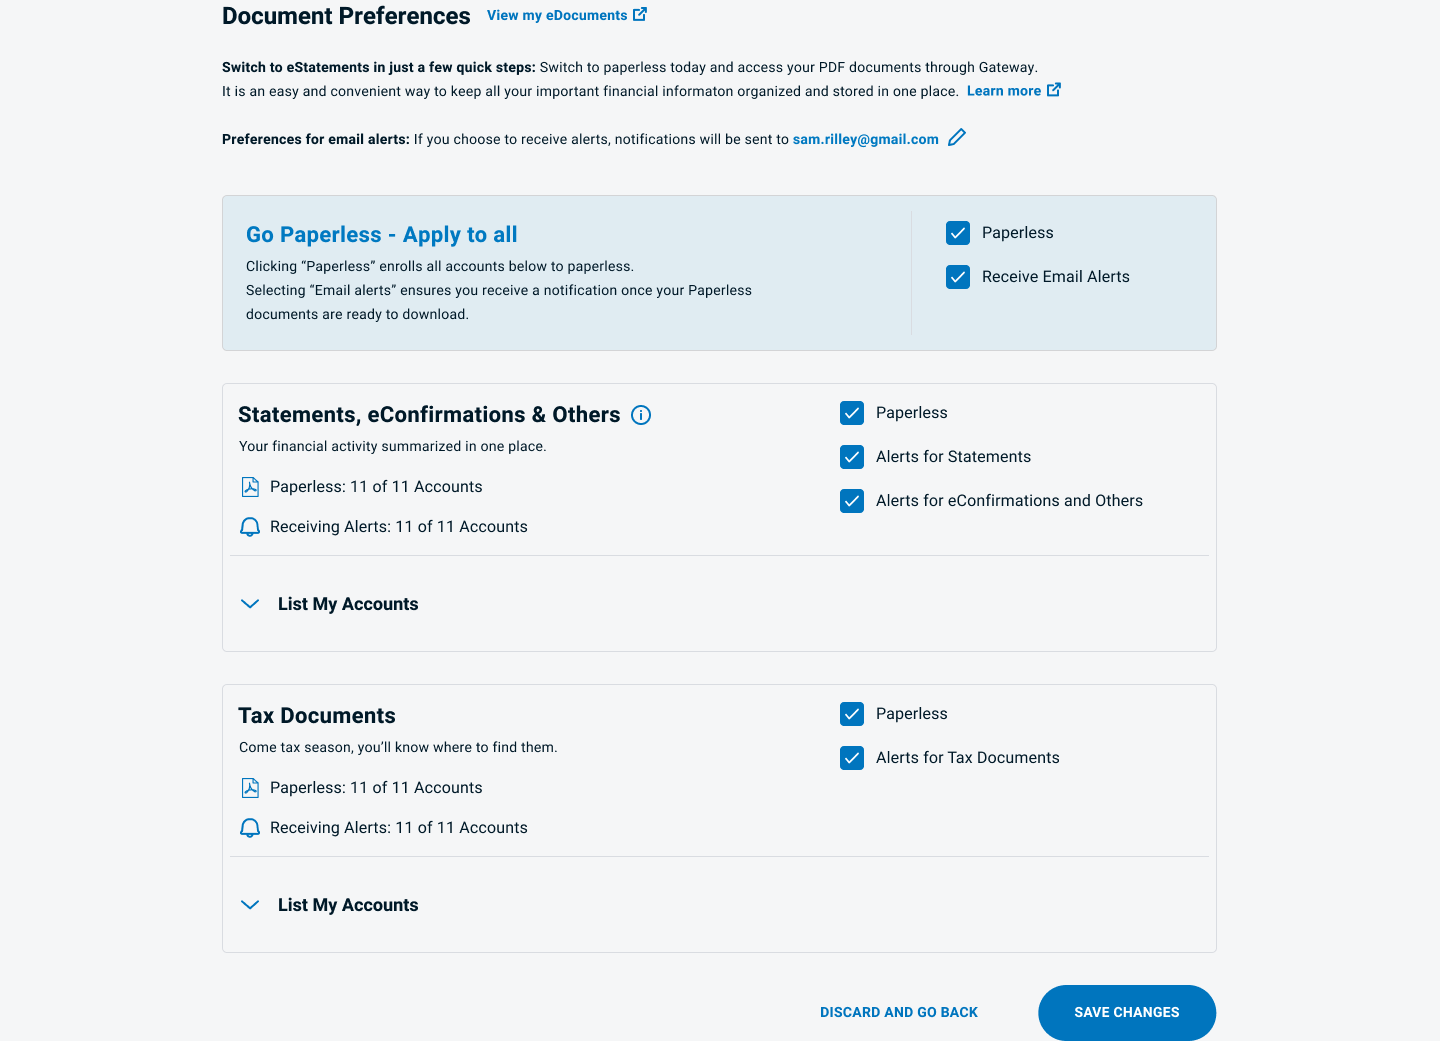 Document Preferences View my eDocuments
Switch to eStatements in just a few quick steps: Switch to paperless today and access your PDF documents through Gateway.
It is an easy and convenient way to keep all your important financial informaton organized and stored in one place. Learn more
Preferences for email alerts: If you choose to receive alerts, notifications will be sent to sam.rilley@gmail.com
Go Paperless - Apply to all
Clicking “Paperless” enrolls all accounts below to paperless.
Selecting “Email alerts” ensures you receive a notification once your Paperless
documents are ready to download.
Paperless
Receive Email Alerts
Statements, eConfirmations & Others
Your financial activity summarized in one place.
Paperless: 11 of 11 Accounts
Receiving Alerts: 11 of 11 Accounts
Paperless
Alerts for Statements
Alerts for eConfirmations and Others
List My Accounts
Tax Documents
Come tax season, you’ll know where to find them.
Paperless: 11 of 11 Accounts
Receiving Alerts: 11 of 11 Accounts
Paperless
Alerts for Tax Documents
List My Accounts
DISCARD AND GO BACK
SAVE CHANGES